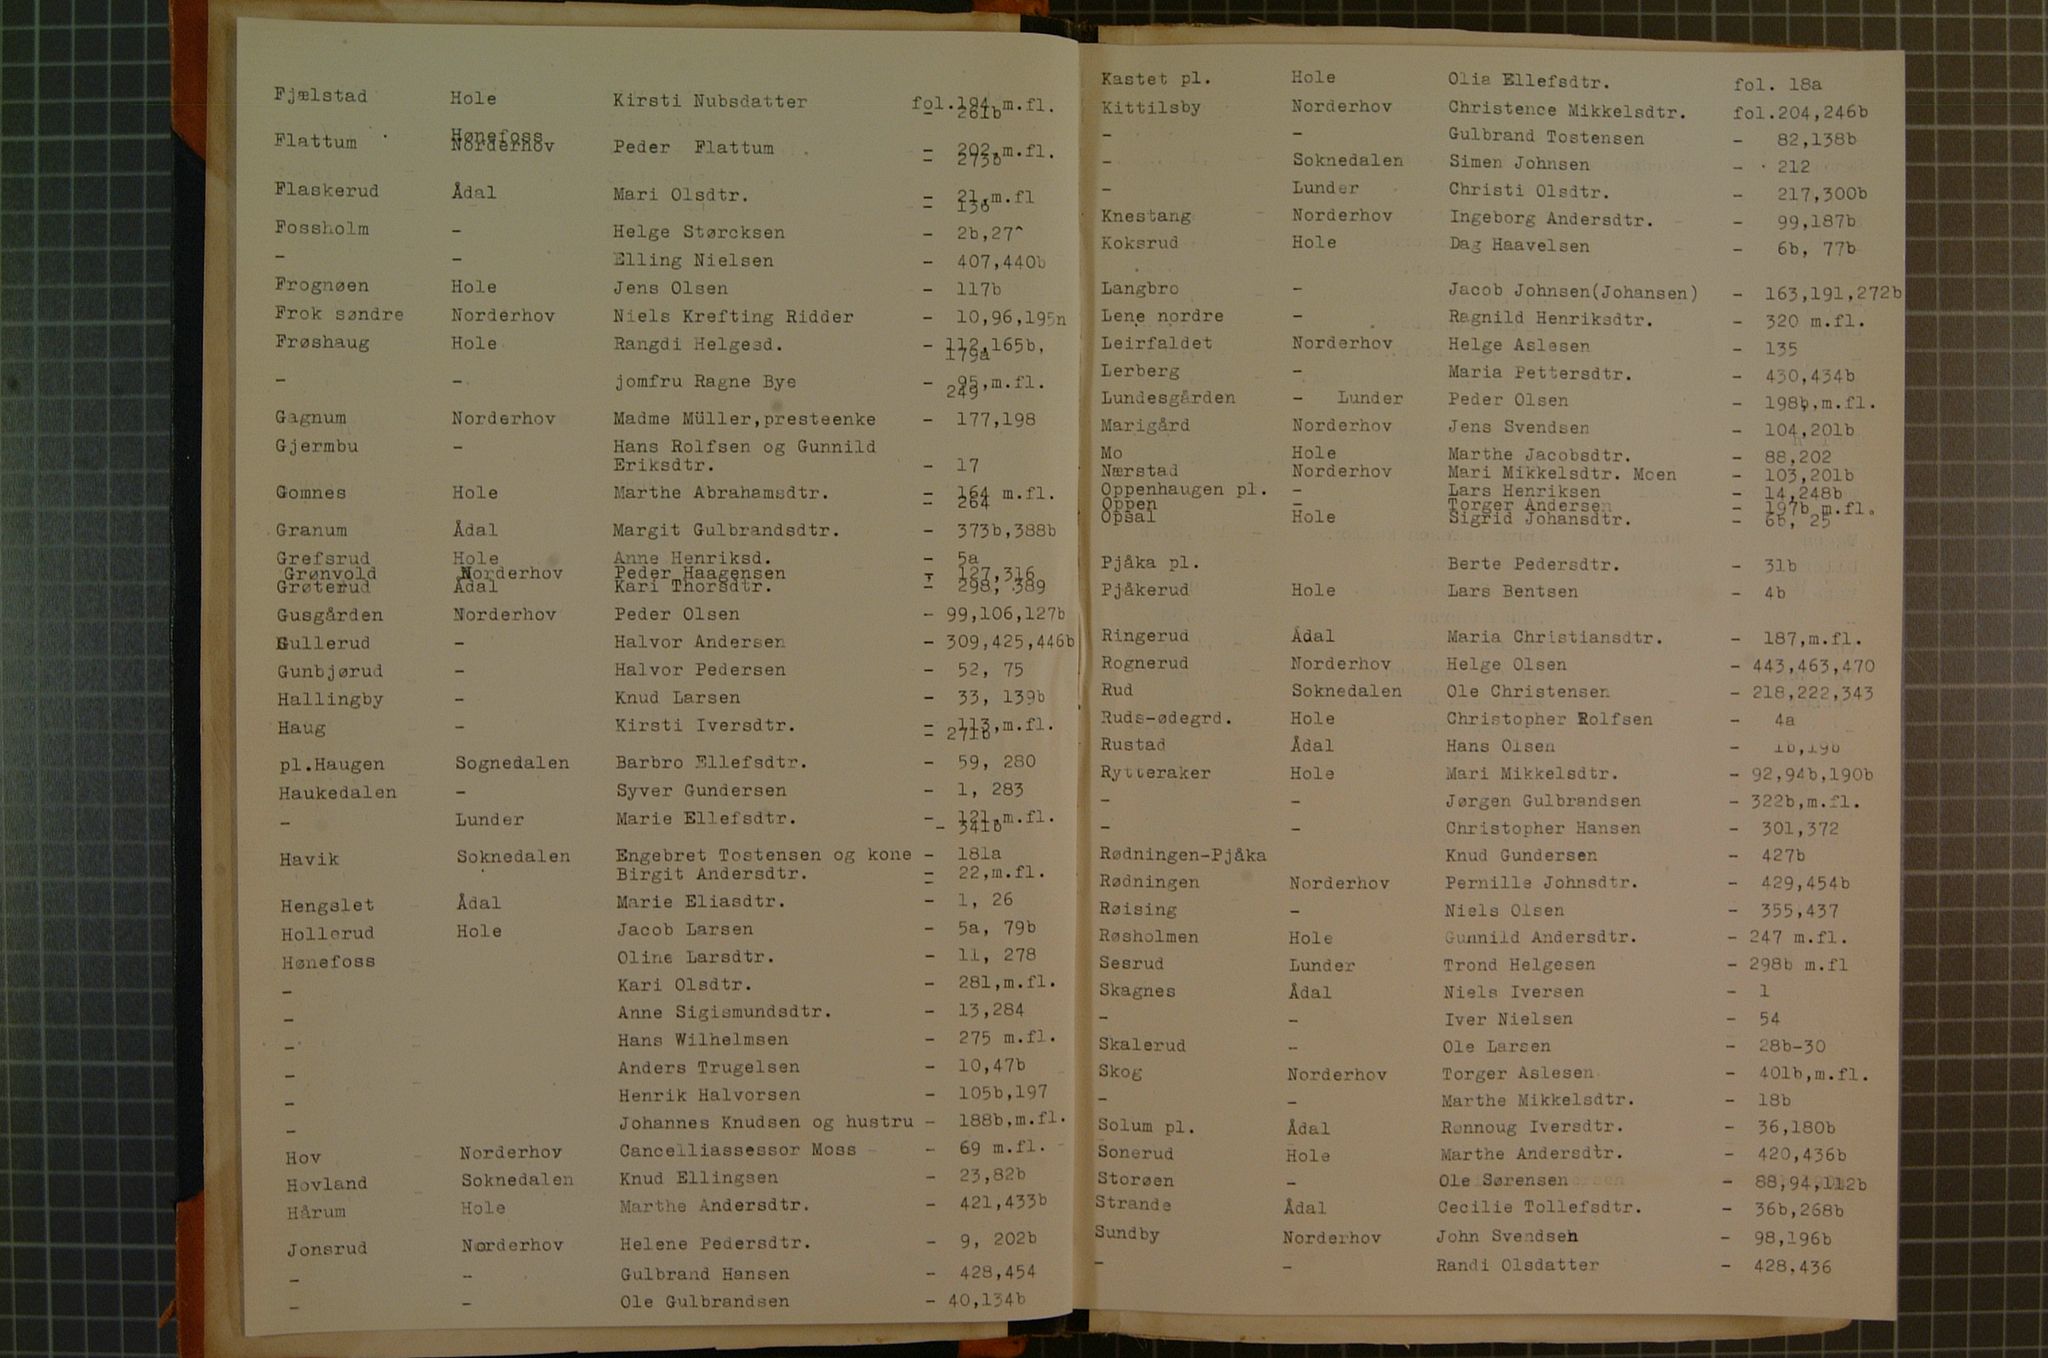 Fjælstad Hole Kirsti Nubsdatter fol.194,m.fl.
- 261b
Hønefoss
Flattum Norderhov Peder Flattum - 202,m.fl.
- 273b
Flaskerud Ådal Mari Olsdtr. - 21,m.fl
- 136
Fossholm - Helge Størcksen - 2b,27^
- - Elling Nielsen - 407,440b
Frognøen Hole Jens Olsen - 117b
Frok søndre Norderhov Niels Krefting Ridder - 10,96,195n
Frøshaug Hole Rangdi Helgesd. - 112,165b,
179a
- - jomfru Ragne Bye - 95,m.fl.
249
Gagnum Norderhov Madme Müller,presteenke - 177,198
Gjermbu - Hans Rolfsen og Gunnild
Eriksdtr. - 17
Gomnes Hole Marthe Abrahamsdtr. - 164 m.fl.
- 264
Granum Ådal Margit Gulbrandsdtr. - 373b,388b
Grefsrud Hole Anne Henriksd. - 5a
Grønvold Norderhov Peder Haagensen - 127,316
Grøterud Ådal Kari Thorsdtr. - 298, 389
Gusgården Norderhov Peder Olsen - 99,106,127b
Gullerud - Halvor Andersen - 309,425,446b
Gunbjørud - Halvor Pedersen - 52, 75
Hallingby - Knud Larsen - 33, 139b
Haug - Kirsti Iversdtr. - 113,m.fl.
- 271b
pl.Haugen Sognedalen Barbro Ellefsdtr. - 59, 280
Haukedalen - Syver Gundersen - 1, 283
- Lunder Marie Ellefsdtr. - 121,m.fl.
- 341b
Havik Soknedalen Engebret Tostensen og kone - 181a
Birgit Andersdtr. - 22,m.fl.
Hengslet Ådal Marie Eliasdtr. - 1, 26
Hollerud Hole Jacob Larsen - 5a, 79b
Hønefoss Oline Larsdtr. - 11, 278
- Kari Olsdtr. - 281,m.fl.
- Anne Sigismundsdtr. - 13,284
- Hans Wilhelmsen - 275 m.fl.
- Anders Trugelsen - 10,47b
- Henrik Halvorsen - 105b,197
- Johannes Knudsen og hustru - 188b,m.fl.
Hov Norderhov Cancelliassessor Moss - 69 m.fl.
Hovland Soknedalen Knud Ellingsen - 23,82b
Hårum Hole Marthe Andersdtr. - 421,433b
Jonsrud Norderhov Helene Pedersdtr. - 9, 202b
- - Gulbrand Hansen - 428,454
- - Ole Gulbrandsen - 40,134b
Kastet pl. Hole Olia Ellefsdtr. fol. 18a
Kittilsby Norderhov Christence Mikkelsdtr. fol.204,246b
- - Gulbrand Tostensen - 82,138b
- Soknedalen Simen Johnsen - 212
- Lunder Christi Olsdtr. - 217,300b
Knestang Norderhov Ingeborg Andersdtr. - 99,187b
Koksrud Hole Dag Haavelsen - 6b, 77b
Langbro - Jacob Johnsen(Johansen) - 163,191,272b
Lene nordre - Ragnild Henriksdtr. - 320 m.fl.
Leirfaldet Norderhov Helge Aslesen - 135
Lerberg - Maria Pettersdtr. - 430,434b
Lundesgården - Lunder Peder Olsen - 198b,m.fl.
Marigård Norderhov Jens Svendsen - 104,201b
Mo Hole Marthe Jacobsdtr. - 88,202
Nærstad Norderhov Mari Mikkelsdtr. Moen - 103,201b
Oppenhaugen pl. - Lars Henriksen - 14,248b
Oppen - Torger Andersen - 197b m.fl.
Opsal Hole Sigrid Johansdtr. - 6b, 25
Pjåka pl. Berte Pedersdtr. - 31b
Pjåkerud Hole Lars Bentsen - 4b
Ringerud Ådal Maria Christiansdtr. - 187,m.fl.
Rognerud Norderhov Helge Olsen - 443,463,470
Rud Soknedalen Ole Christensen - 218,222,343
Ruds-ødegrd. Hole Christopher Rolfsen - 4a
Rustad Ådal Hans Olsen - 1b,19b
Rytteraker Hole Mari Mikkelsdtr. - 92,94b,190b
- - Jørgen Gulbrandsen - 322b,m.fl.
- - Christopher Hansen - 301,372
Rødningen-Pjåka Knud Gundersen - 427b
Rødningen Norderhov Pernille Johnsdtr. - 429,454b
Røising - Niels Olsen - 355,437
Røsholmen Hole Gunnild Andersdtr. - 247 m.fl.
Sesrud Lunder Trond Helgesen - 298b m.fl
Skagnes Ådal Niels Iversen - 1
- - Iver Nielsen - 54
Skalerud - Ole Larsen - 28b-30
Skog Norderhov Torger Aslesen - 401b,m.fl.
- - Marthe Mikkelsdtr. - 18b
Solum pl. Ådal Rønnoug Iversdtr. - 36,180b
Sonerud Hole Marthe Andersdtr. - 420,436b
Storøen - Ole Sørensen - 88,94,112b
Strande Ådal Cecilie Tollefsdtr. - 36b,268b
Sundby Norderhov John Svendsen - 98,196b
- - Randi Olsdatter - 428,436